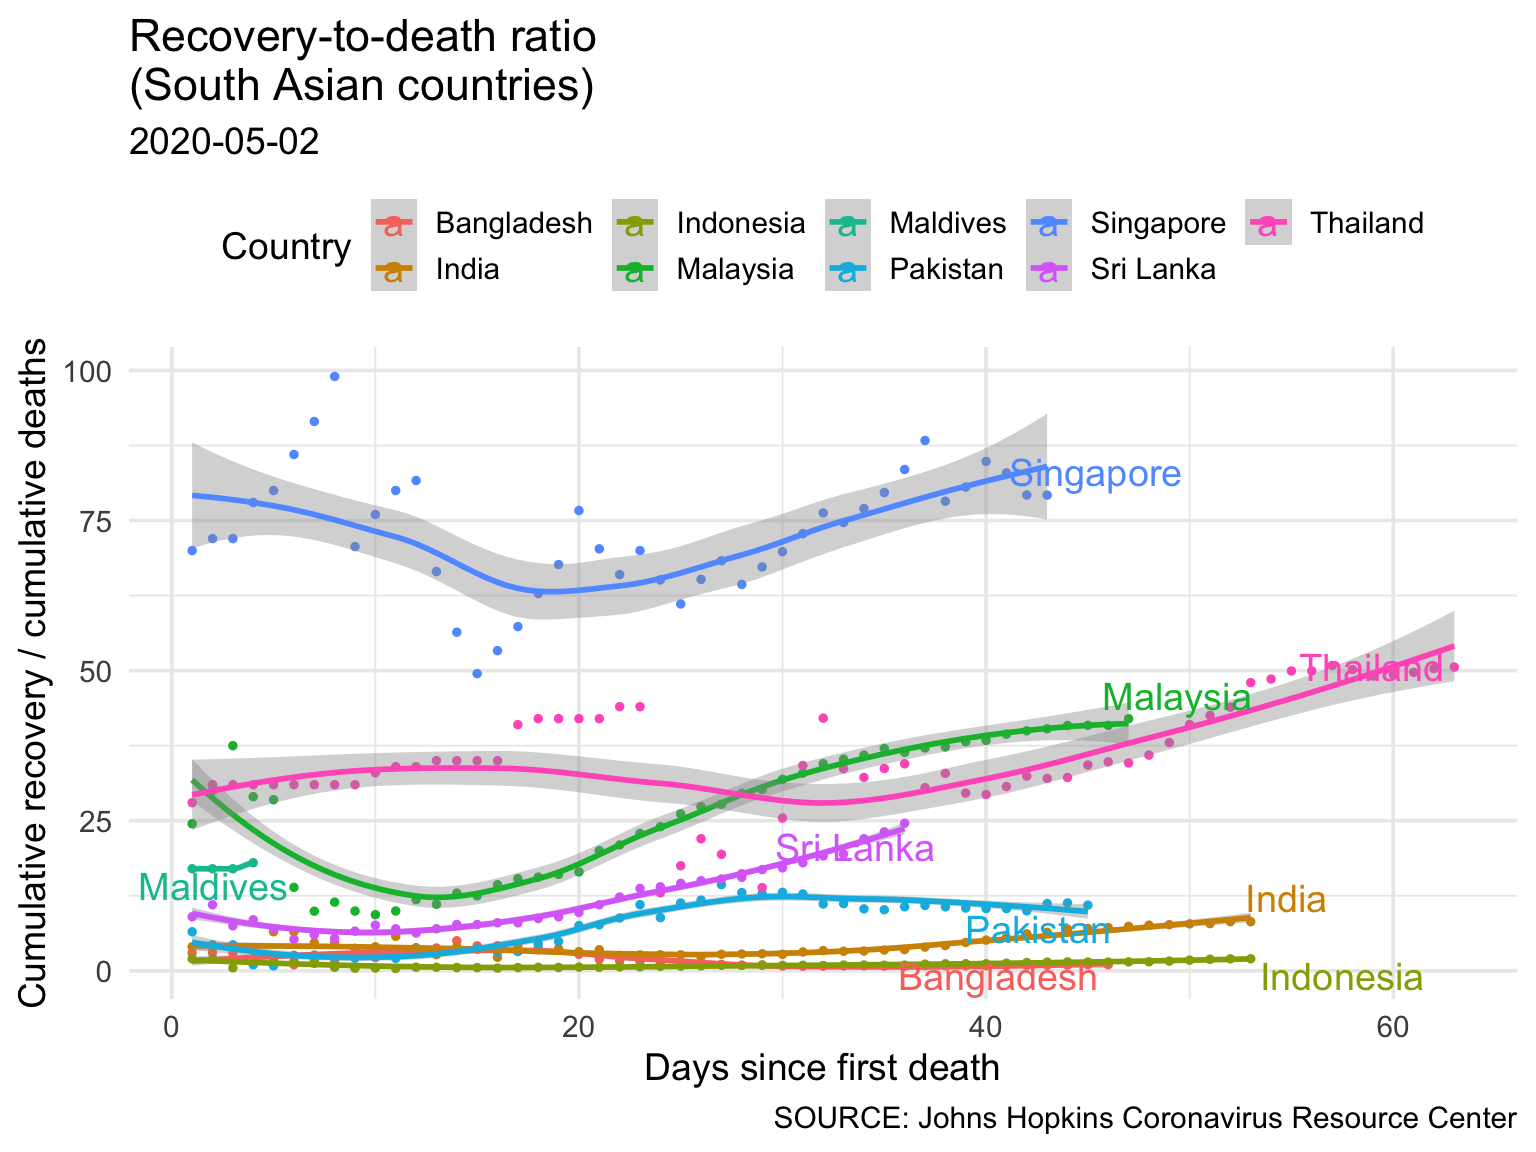 Recovery-to-death ratio
(South Asian countries)
2020-05-02
Country
a Bangladesh
a Indonesia
a Maldives
a Singapore
a Thailand
a India
a Malaysia
a Pakistan
a Sri Lanka
Cumulative recovery / cumulative deaths
100
75
50
25
0
Singapore
Thailand
Malaysia
Sri Lanka
Maldives
India
Pakistan
Bangladesh
Indonesia
0 20 40 60
Days since first death
SOURCE: Johns Hopkins Coronavirus Resource Center